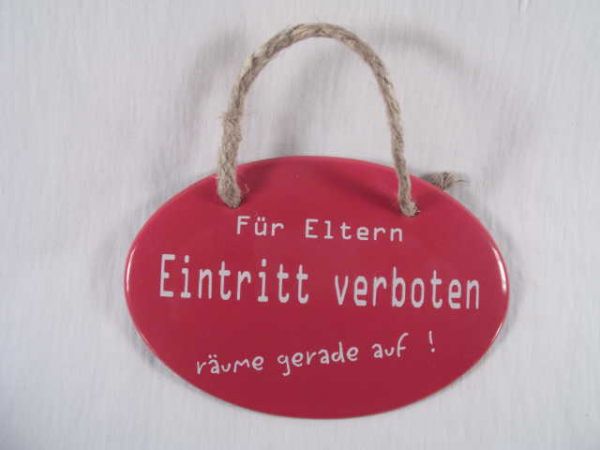 Für Eltern
Eintritt verboten
räume gerade auf !